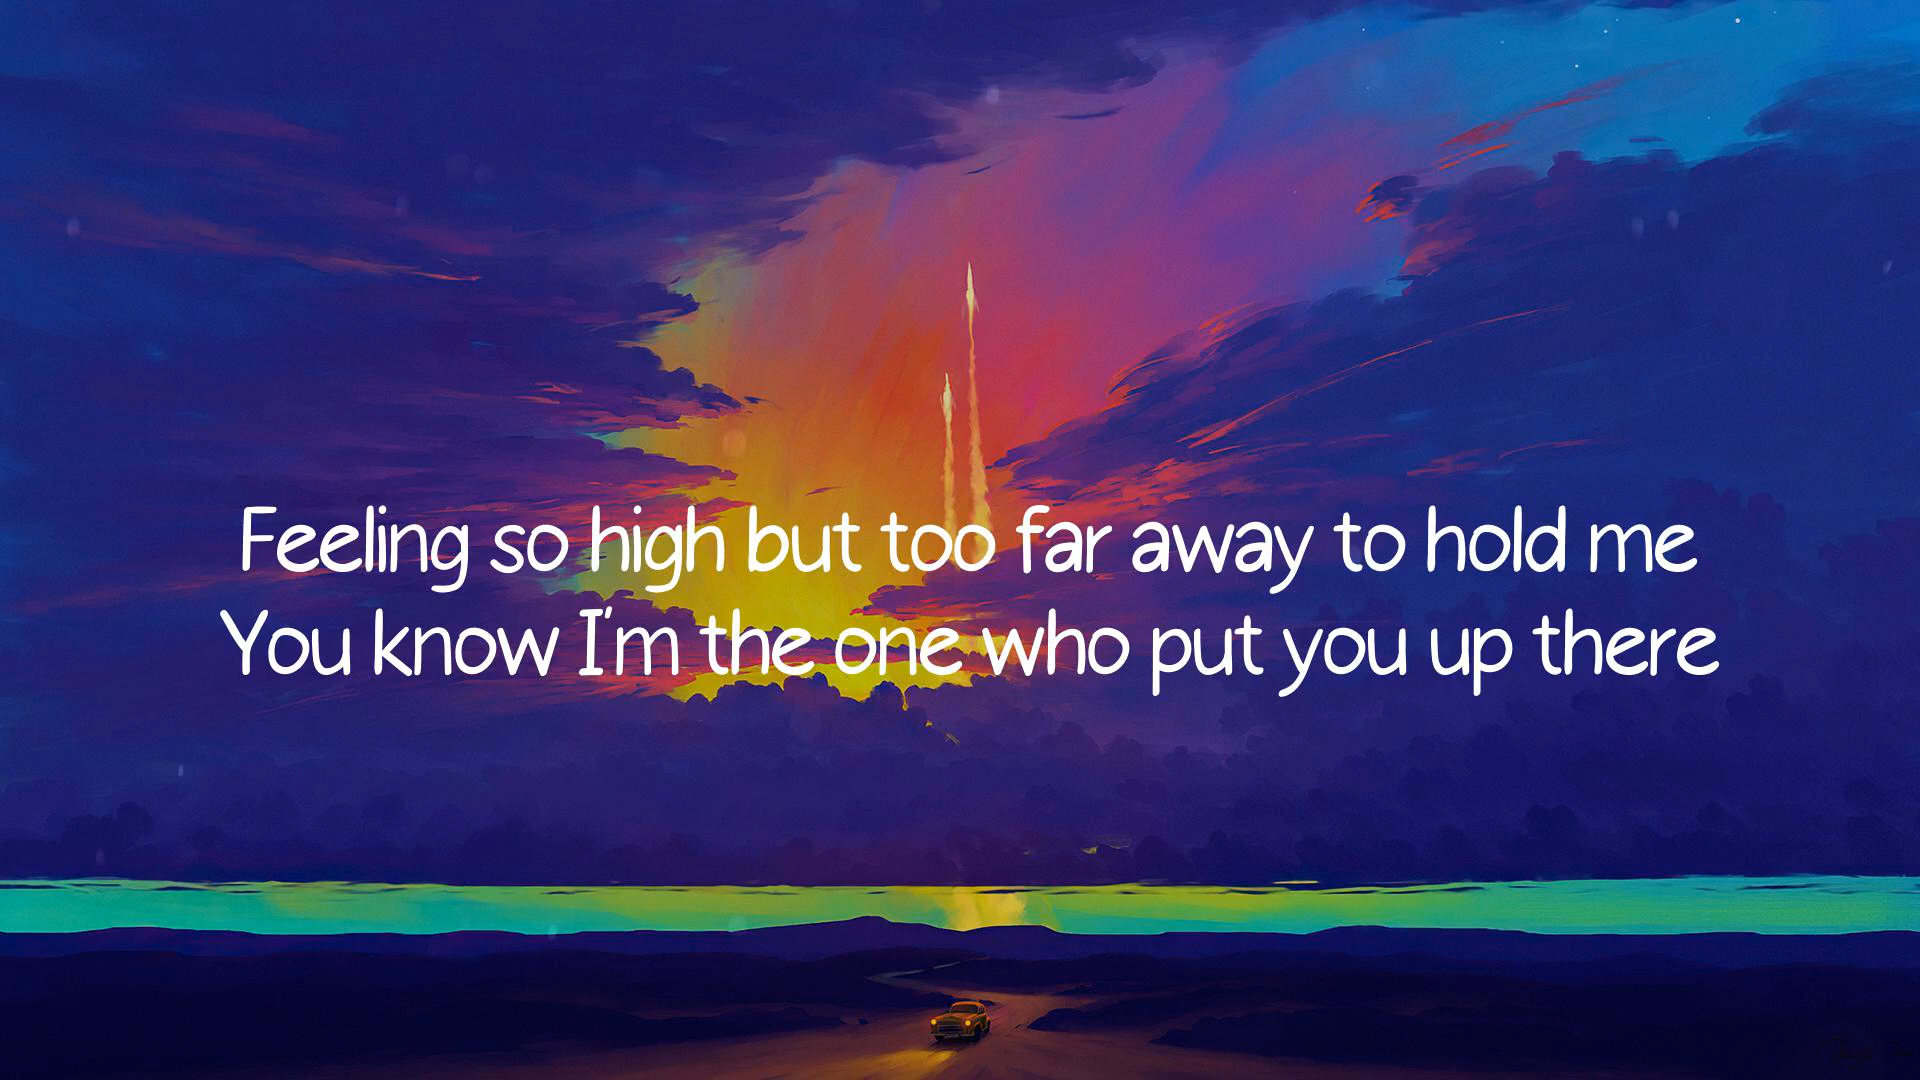 Feeling so high but too far away to hold me
You know I'm the one who put you up there